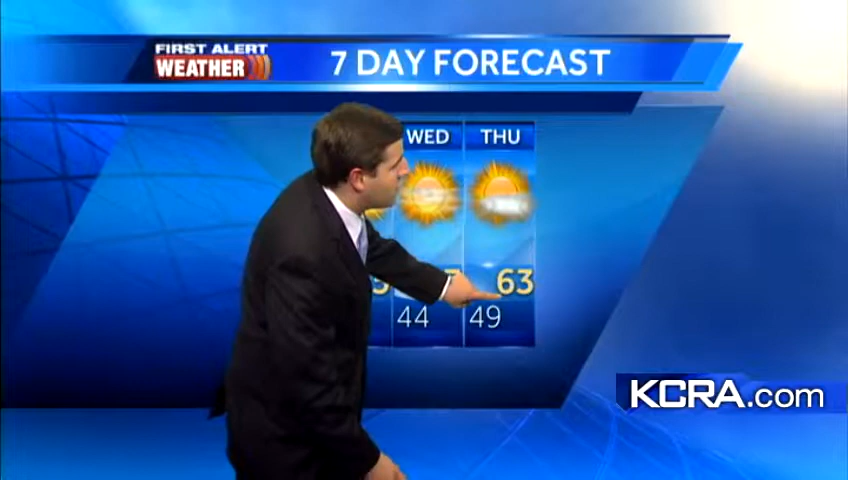 FIRST ALERT
WEATHER
7 DAY FORECAST
WED THU
63
44 49
KCRA.com